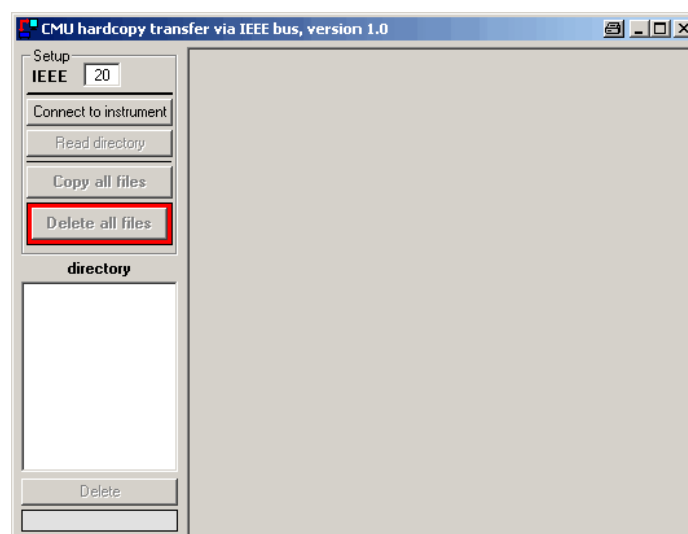 CMU hardcopy transfer via IEEE bus, version 1.0
Setup
IEEE 20
Connect to instrument
Read directory
Copy all files
Delete all files
directory
Delete